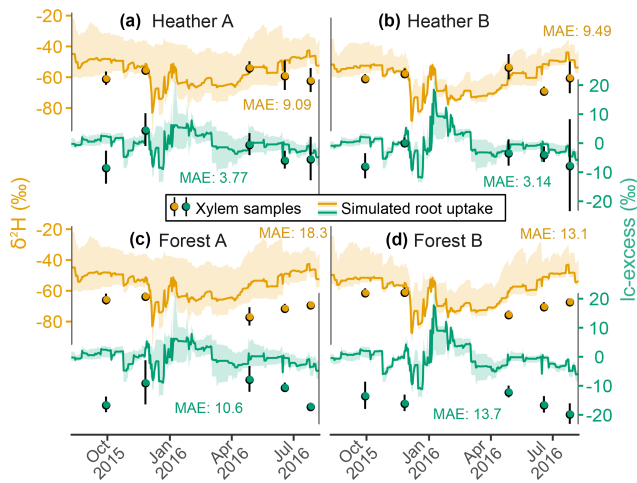 (a) Heather A
(b) Heather B
MAE: 9.49
-20
-40
-60
-80
MAE: 9.09
20
10
0
-10
-20
MAE: 3.77
MAE: 3.14
δ²H (‰)
lc-excess (‰)
Xylem samples
Simulated root uptake
(c) Forest A
MAE: 18.3
(d) Forest B
MAE: 13.1
-20
-40
-60
-80
20
10
0
-10
-20
MAE: 10.6
MAE: 13.7
Oct 2015
Jan 2016
Apr 2016
Jul 2016
Oct 2015
Jan 2016
Apr 2016
Jul 2016